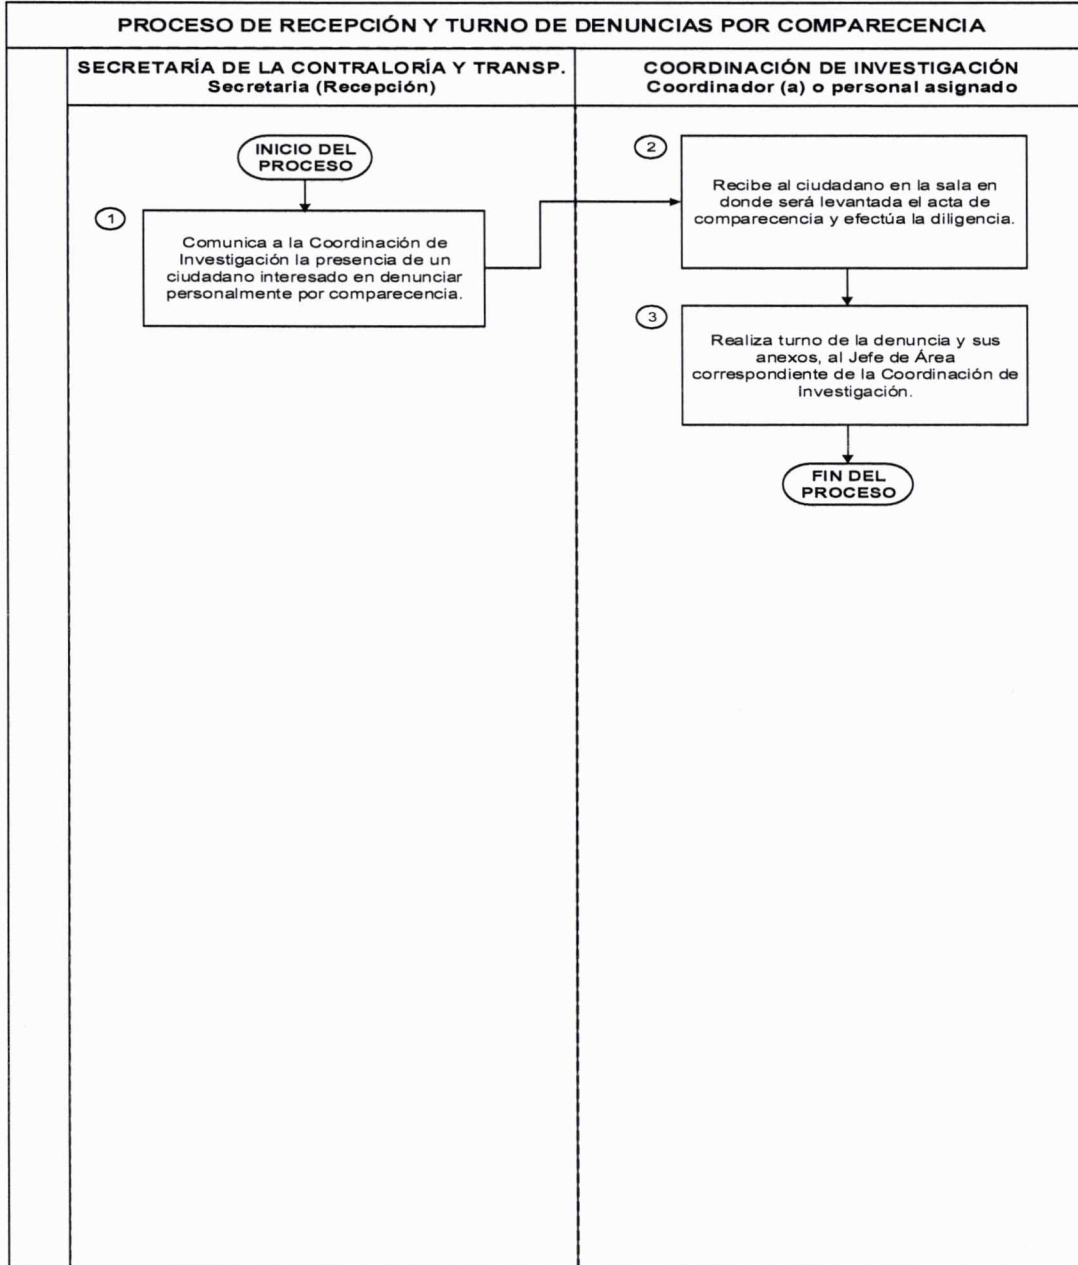 PROCESO DE RECEPCIÓN Y TURNO DE DENUNCIAS POR COMPARECENCIA
SECRETARÍA DE LA CONTRALORÍA Y TRANSP.
Secretaria (Recepción)
COORDINACIÓN DE INVESTIGACIÓN
Coordinador (a) o personal asignado
INICIO DEL
PROCESO
1
Comunica a la Coordinación de
Investigación la presencia de un
ciudadano interesado en denunciar
personalmente por comparecencia.
2
Recibe al ciudadano en la sala en
donde será levantada el acta de
comparecencia y efectúa la diligencia.
3
Realiza turno de la denuncia y sus
anexos, al Jefe de Área
correspondiente de la Coordinación de
Investigación.
FIN DEL
PROCESO